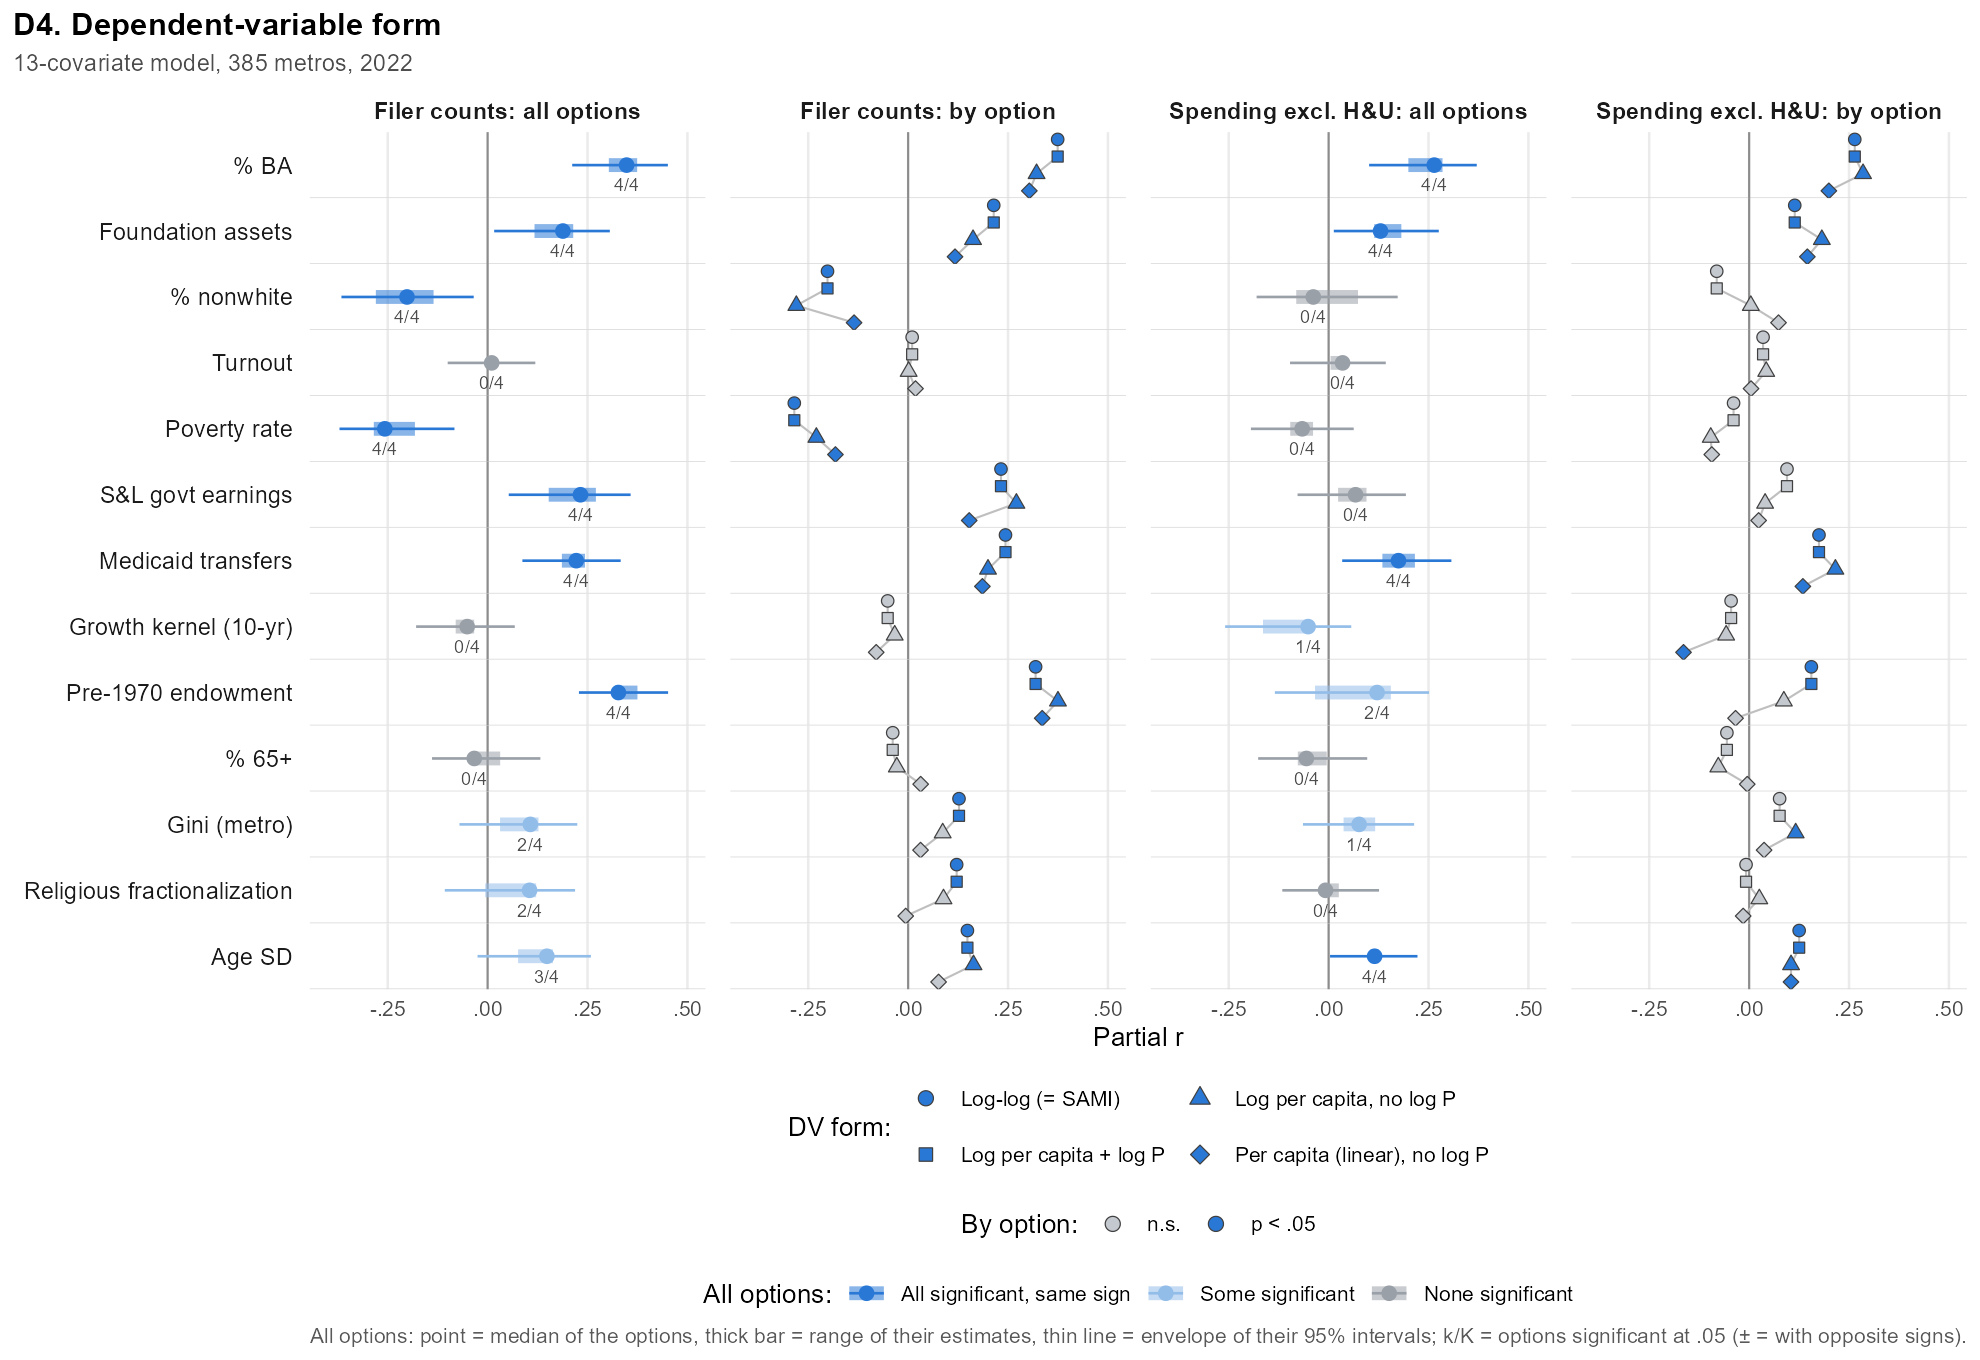 D4. Dependent-variable form
13-covariate model, 385 metros, 2022
Filer counts: all options
Filer counts: by option
Spending excl. H&U: all options
Spending excl. H&U: by option
% BA
4/4
4/4
Foundation assets
4/4
4/4
% nonwhite
4/4
0/4
Turnout
0/4
0/4
Poverty rate
4/4
0/4
S&L govt earnings
4/4
0/4
Medicaid transfers
4/4
4/4
Growth kernel (10-yr)
0/4
1/4
Pre-1970 endowment
4/4
2/4
% 65+
0/4
0/4
Gini (metro)
2/4
1/4
Religious fractionalization
2/4
0/4
Age SD
3/4
4/4
-.25 .00 .25 .50
-.25 .00 .25 .50
-.25 .00 .25 .50
-.25 .00 .25 .50
Partial r
DV form:
Log-log (= SAMI)
Log per capita, no log P
Log per capita + log P
Per capita (linear), no log P
By option: n.s. p < .05
All options: All significant, same sign Some significant None significant
All options: point = median of the options, thick bar = range of their estimates, thin line = envelope of their 95% intervals; k/K = options significant at .05 (± = with opposite signs).